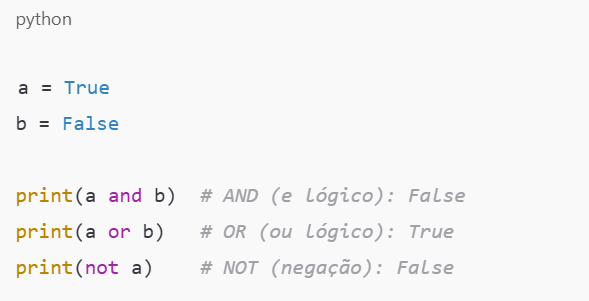 python
a = True
b = False
print(a and b)  # AND (e lógico): False
print(a or b)   # OR (ou lógico): True
print(not a)    # NOT (negação): False